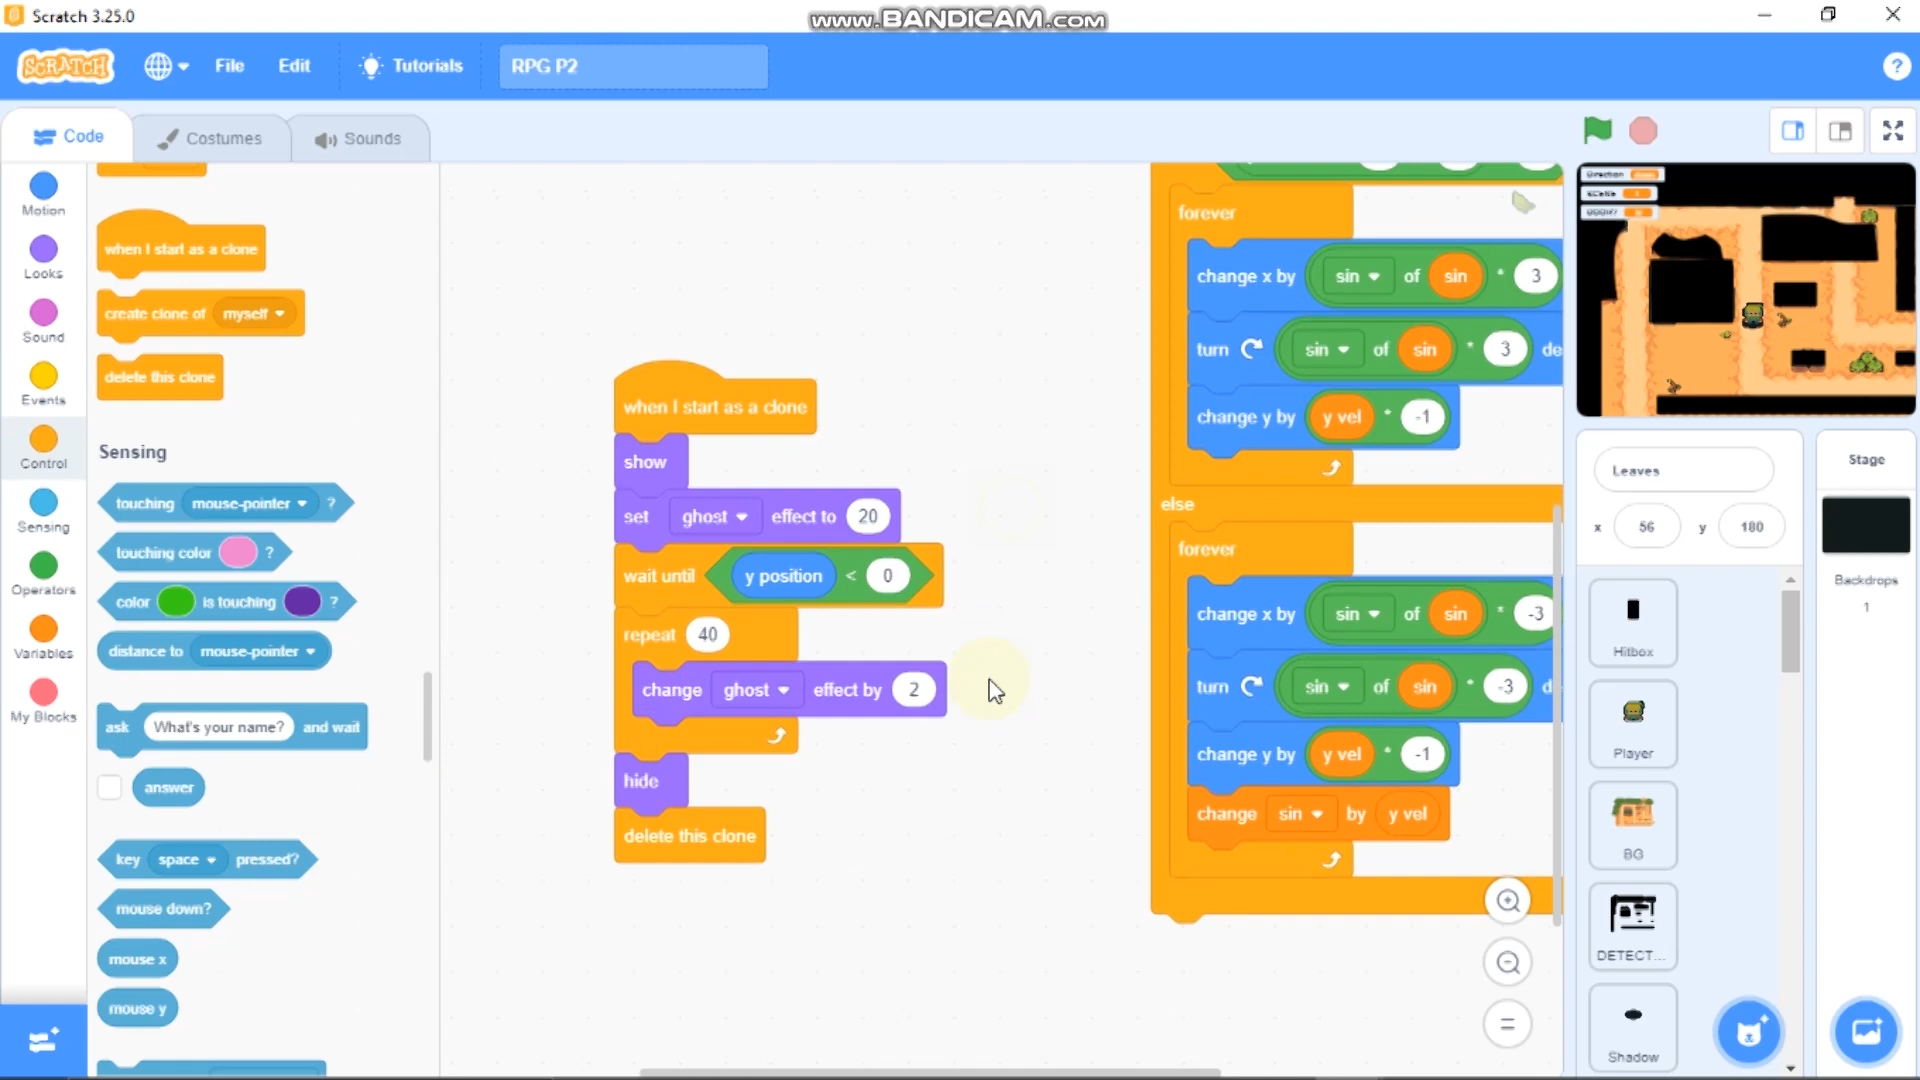 Scratch 3.25.0
www.BANDICAM.com
SCRATCH
File
Edit
Tutorials
RPG P2
?
Code
Costumes
Sounds
Motion
Looks
Sound
Events
Control
Sensing
Operators
Variables
My Blocks
when I start as a clone
create clone of myself
delete this clone
Sensing
touching mouse-pointer ?
touching color ?
color is touching ?
distance to mouse-pointer
ask What's your name? and wait
answer
key space pressed?
mouse down?
mouse x
mouse y
when I start as a clone
show
set ghost effect to 20
wait until y position < 0
repeat 40
change ghost effect by 2
hide
delete this clone
forever
change x by sin of sin * 3
turn sin of sin * 3 de
change y by y vel * -1
else
forever
change x by sin of sin * -3
turn sin of sin * -3 d
change y by y vel * -1
change sin by y vel
Direction
Leaves
x 56 y 180
Stage
Backdrops
1
Hitbox
Player
BG
DETECT...
Shadow